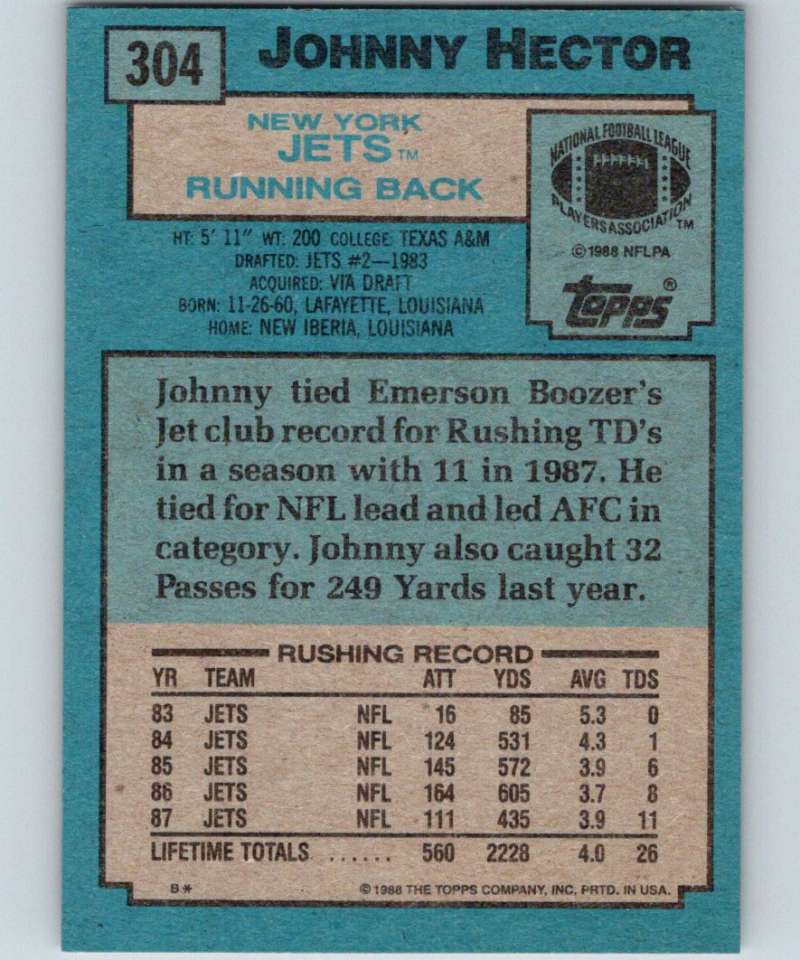 304
JOHNNY HECTOR
NEW YORK
JETS™
RUNNING BACK
NATIONAL FOOTBALL LEAGUE
PLAYERS ASSOCIATION™
©1988 NFLPA
topps®
HT: 5' 11" WT: 200 COLLEGE: TEXAS A&M
DRAFTED: JETS #2—1983
ACQUIRED: VIA DRAFT
BORN: 11-26-60, LAFAYETTE, LOUISIANA
HOME: NEW IBERIA, LOUISIANA
Johnny tied Emerson Boozer's
Jet club record for Rushing TD's
in a season with 11 in 1987. He
tied for NFL lead and led AFC in
category. Johnny also caught 32
Passes for 249 Yards last year.
RUSHING RECORD
YR TEAM ATT YDS AVG TDS
83 JETS NFL 16 85 5.3 0
84 JETS NFL 124 531 4.3 1
85 JETS NFL 145 572 3.9 6
86 JETS NFL 164 605 3.7 8
87 JETS NFL 111 435 3.9 11
LIFETIME TOTALS ...... 560 2228 4.0 26
B* ©1988 THE TOPPS COMPANY, INC. PRTD. IN USA.